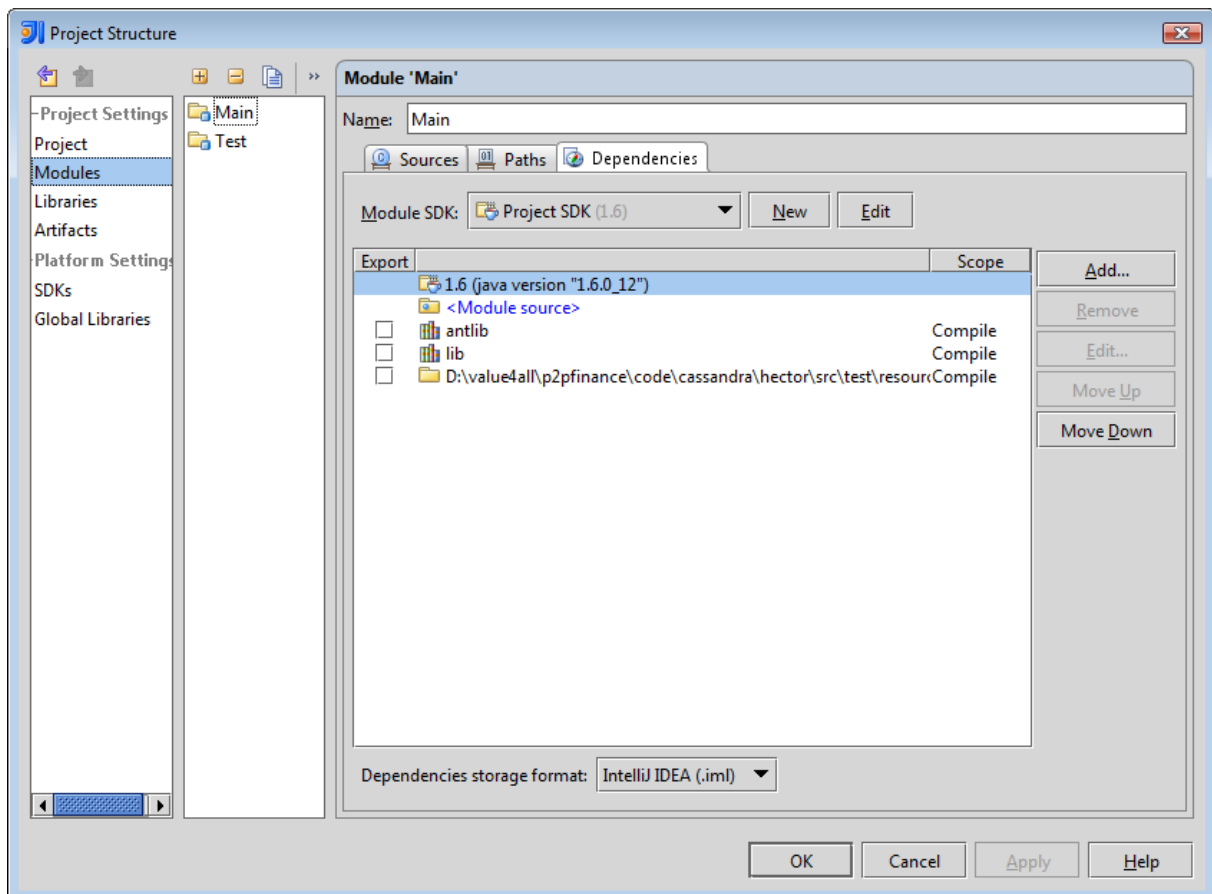 Project Structure
Module 'Main'
Project Settings
Project
Modules
Libraries
Artifacts
Platform Settings
SDKs
Global Libraries
Main
Test
Name: Main
Sources Paths Dependencies
Module SDK: Project SDK (1.6) New Edit
Export Scope
1.6 (java version "1.6.0_12")
<Module source>
antlib Compile
lib Compile
D:\value4all\p2pfinance\code\cassandra\hector\src\test\resourc Compile
Add...
Remove
Edit...
Move Up
Move Down
Dependencies storage format: IntelliJ IDEA (.iml)
OK Cancel Apply Help